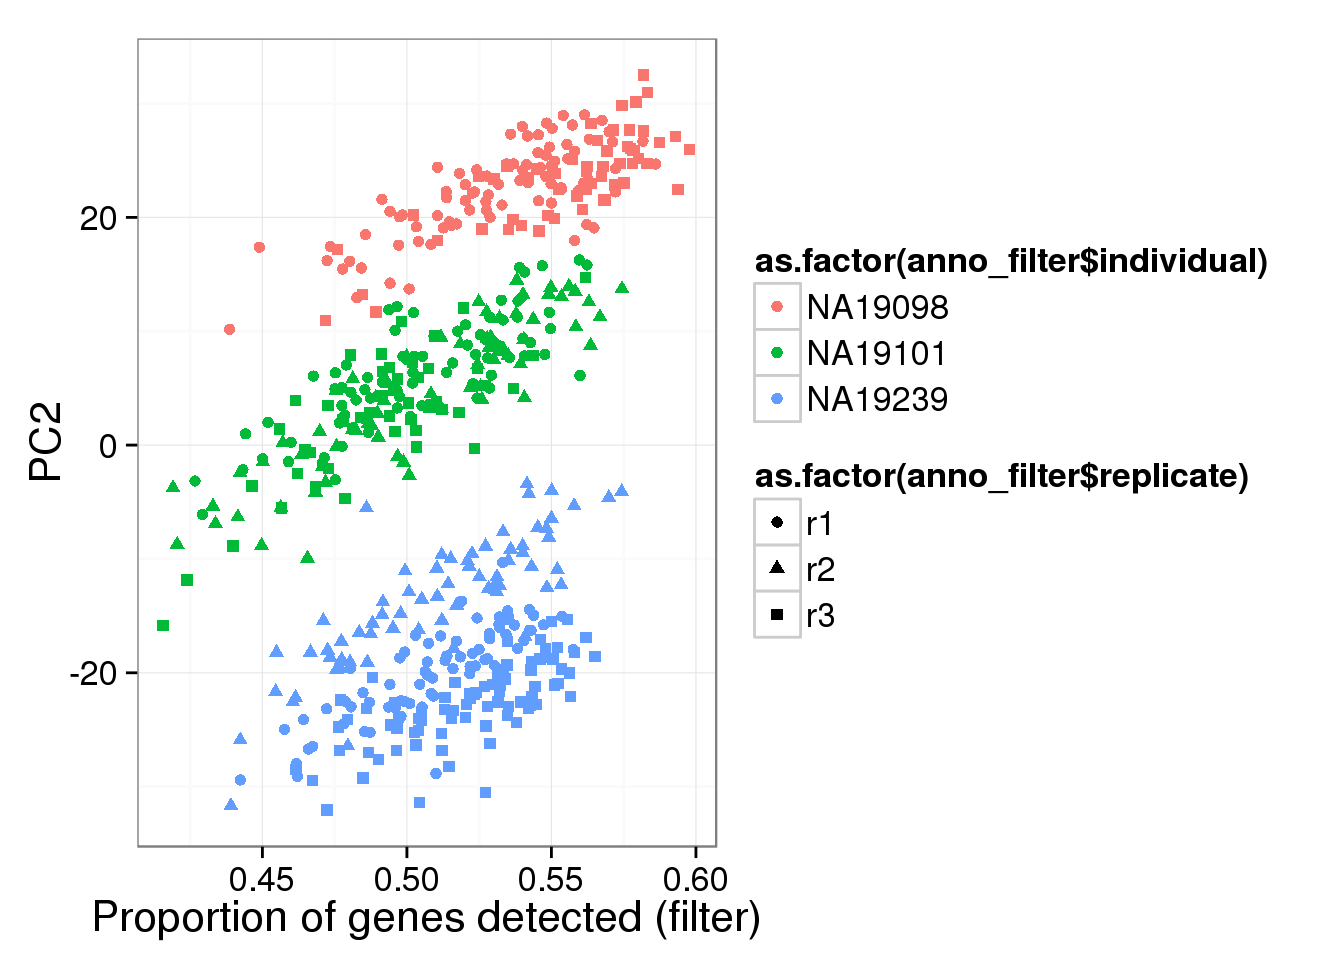 20
0
-20
PC2
0.45 0.50 0.55 0.60
Proportion of genes detected (filter)
as.factor(anno_filter$individual)
NA19098
NA19101
NA19239
as.factor(anno_filter$replicate)
r1
r2
r3